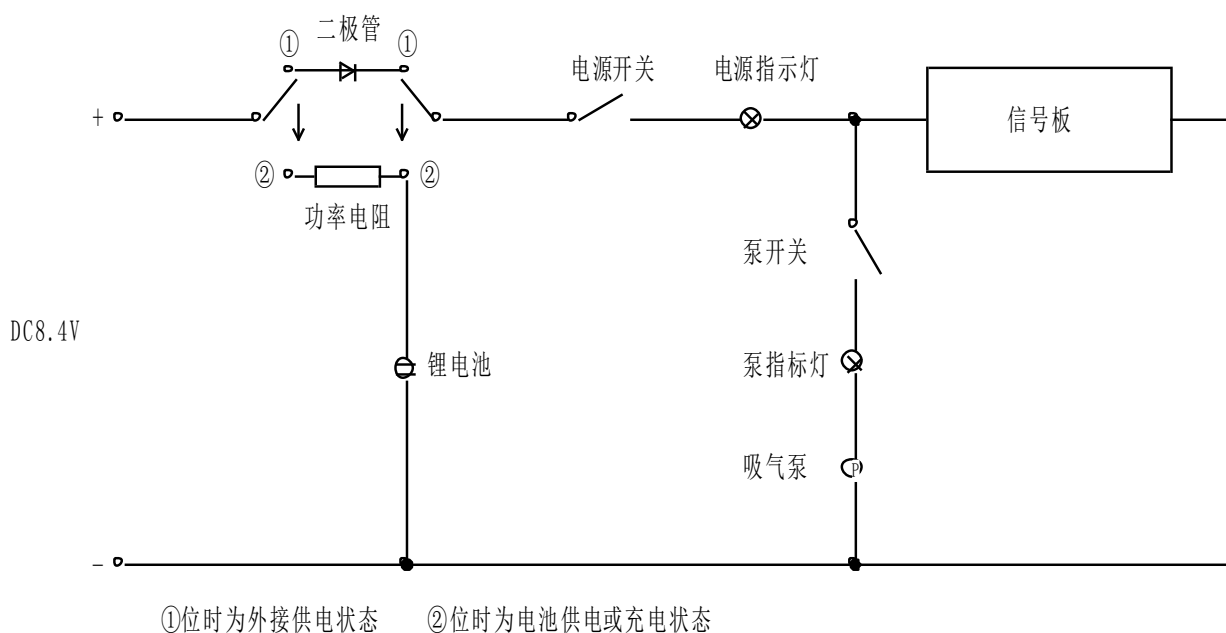 二极管
① ①
电源开关 电源指示灯
+
信号板
② ②
功率电阻
泵开关
DC8.4V
锂电池
泵指标灯
吸气泵
P
-
①位时为外接供电状态 ②位时为电池供电或充电状态